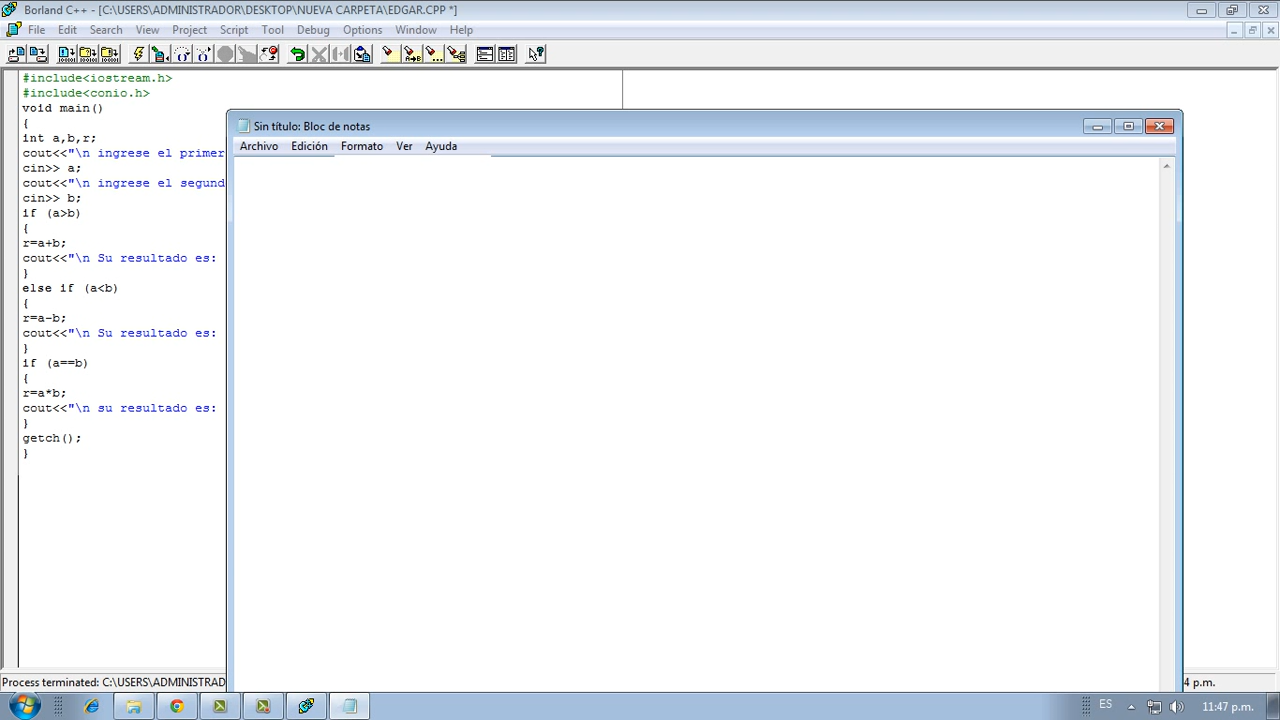 Borland C++ - [C:\USERS\ADMINISTRADOR\DESKTOP\NUEVA CARPETA\EDGAR.CPP *]
File Edit Search View Project Script Tool Debug Options Window Help
#include<iostream.h>
#include<conio.h>
void main()
{
int a,b,r;
cout<<"\n ingrese el primer
cin>> a;
cout<<"\n ingrese el segund
cin>> b;
if (a>b)
{
r=a+b;
cout<<"\n Su resultado es:
}
else if (a<b)
{
r=a-b;
cout<<"\n Su resultado es:
}
if (a==b)
{
r=a*b;
cout<<"\n su resultado es:
}
getch();
}
Sin título: Bloc de notas
Archivo Edición Formato Ver Ayuda
Process terminated: C:\USERS\ADMINISTRAD
4 p.m.
ES
11:47 p.m.